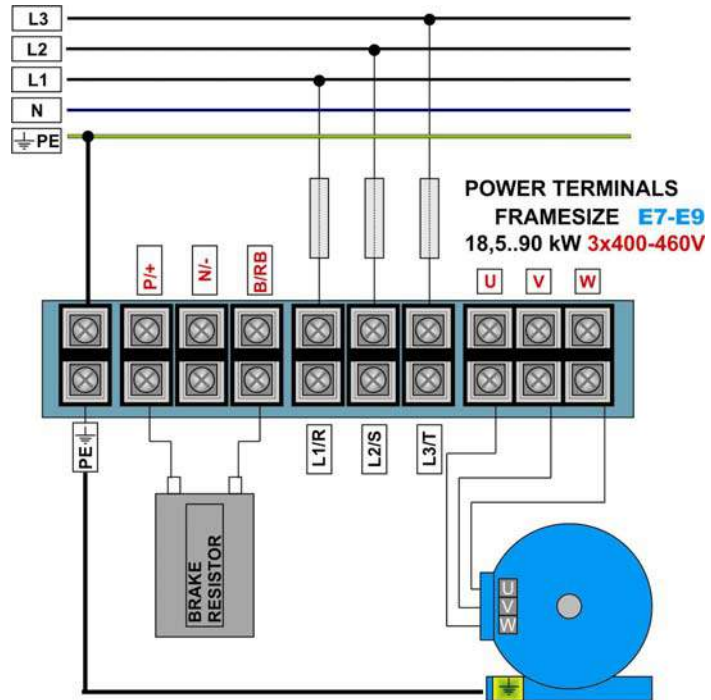 L3
L2
L1
N
PE
POWER TERMINALS
FRAMESIZE E7-E9
18,5..90 kW 3x400-460V
P/+
N/-
B/RB
U
V
W
PE
L1/R
L2/S
L3/T
BRAKE
RESISTOR
U
V
W